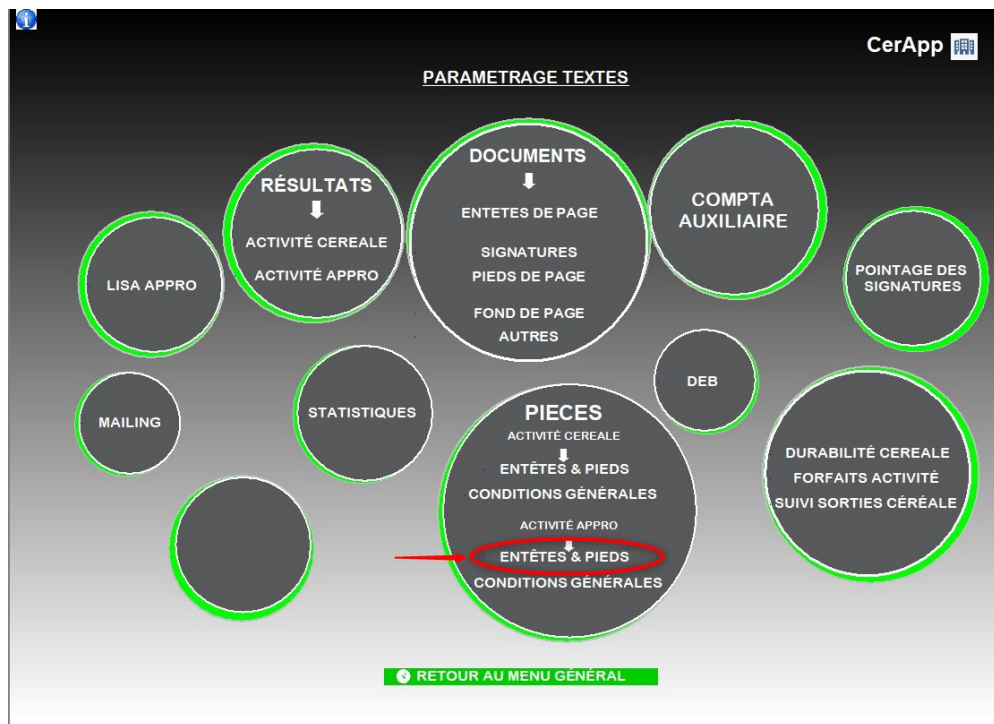 CerApp
PARAMETRAGE TEXTES
LISA APPRO
RÉSULTATS
ACTIVITÉ CEREALE
ACTIVITÉ APPRO
DOCUMENTS
ENTETES DE PAGE
SIGNATURES
PIEDS DE PAGE
FOND DE PAGE
AUTRES
COMPTA
AUXILIAIRE
POINTAGE DES
SIGNATURES
MAILING
STATISTIQUES
PIECES
ACTIVITÉ CEREALE
ENTÊTES & PIEDS
CONDITIONS GÉNÉRALES
ACTIVITÉ APPRO
ENTÊTES & PIEDS
CONDITIONS GÉNÉRALES
DEB
DURABILITÉ CEREALE
FORFAITS ACTIVITÉ
SUIVI SORTIES CÉRÉALE
RETOUR AU MENU GÉNÉRAL